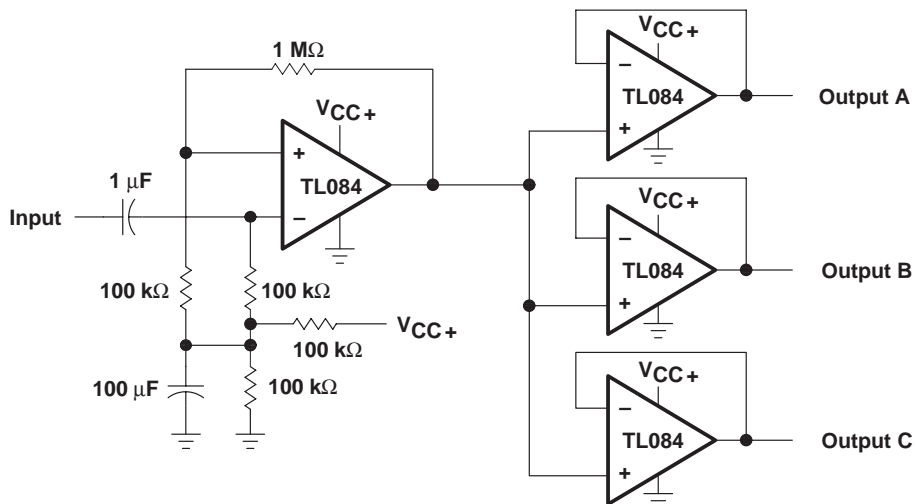 1 MΩ
VCC+
+
TL084
−
1 μF
Input
100 kΩ
100 kΩ
VCC+
100 kΩ
100 μF
100 kΩ
VCC+
−
TL084
+
Output A
VCC+
−
TL084
+
Output B
VCC+
−
TL084
+
Output C